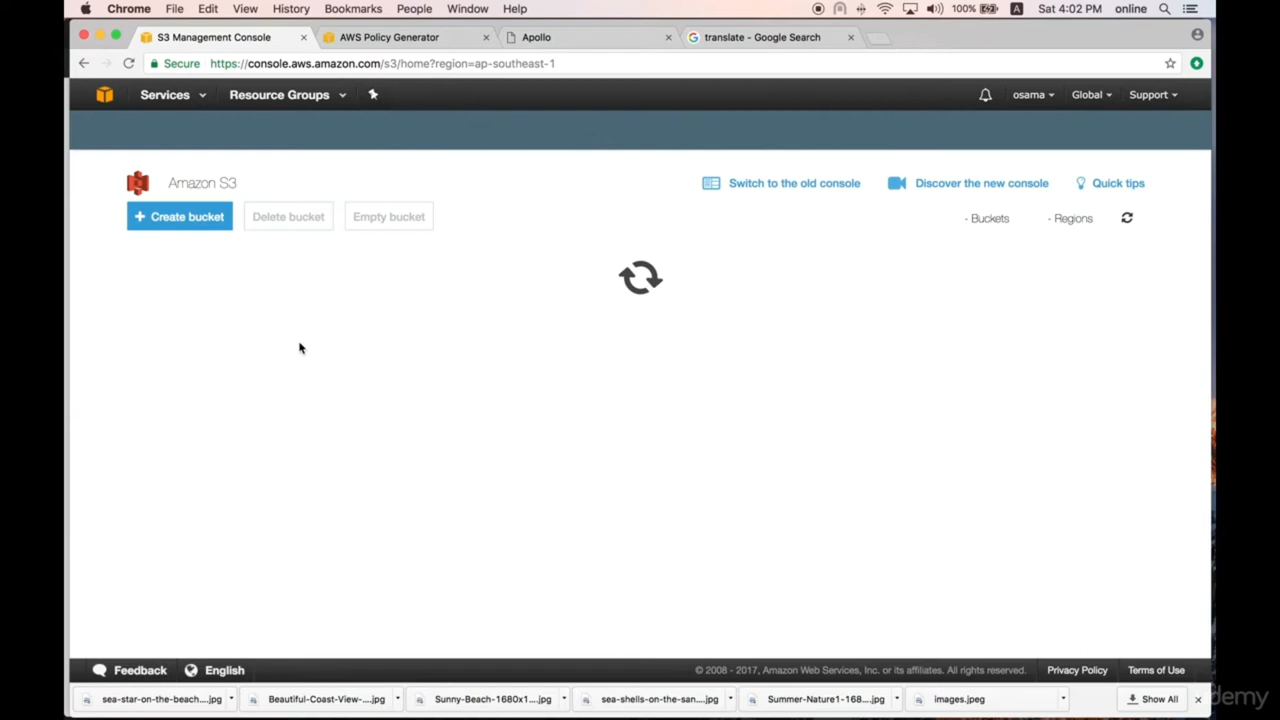 Chrome File Edit View History Bookmarks People Window Help 100% A Sat 4:02 PM online
S3 Management Console AWS Policy Generator Apollo translate - Google Search
Secure https://console.aws.amazon.com/s3/home?region=ap-southeast-1
Services Resource Groups osama Global Support
Amazon S3 Switch to the old console Discover the new console Quick tips
+ Create bucket Delete bucket Empty bucket - Buckets - Regions
Feedback English © 2008 - 2017, Amazon Web Services, Inc. or its affiliates. All rights reserved. Privacy Policy Terms of Use
sea-star-on-the-beach....jpg Beautiful-Coast-View-...jpg Sunny-Beach-1680x1...jpg sea-shells-on-the-san....jpg Summer-Nature1-168....jpg images.jpeg Show All
demy